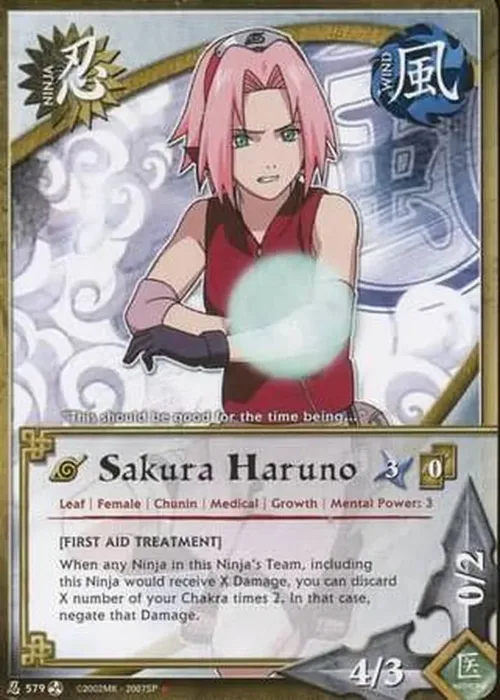 NINJA
忍
WIND
風
"This should be good for the time being..."
Sakura Haruno 3 0
Leaf | Female | Chunin | Medical | Growth | Mental Power: 3
[FIRST AID TREATMENT]
When any Ninja in this Ninja's Team, including
this Ninja would receive X Damage, you can discard
X number of your Chakra times 2. In that case,
negate that Damage.
0/2
4/3
医
579 ©2002MK · 2007SP